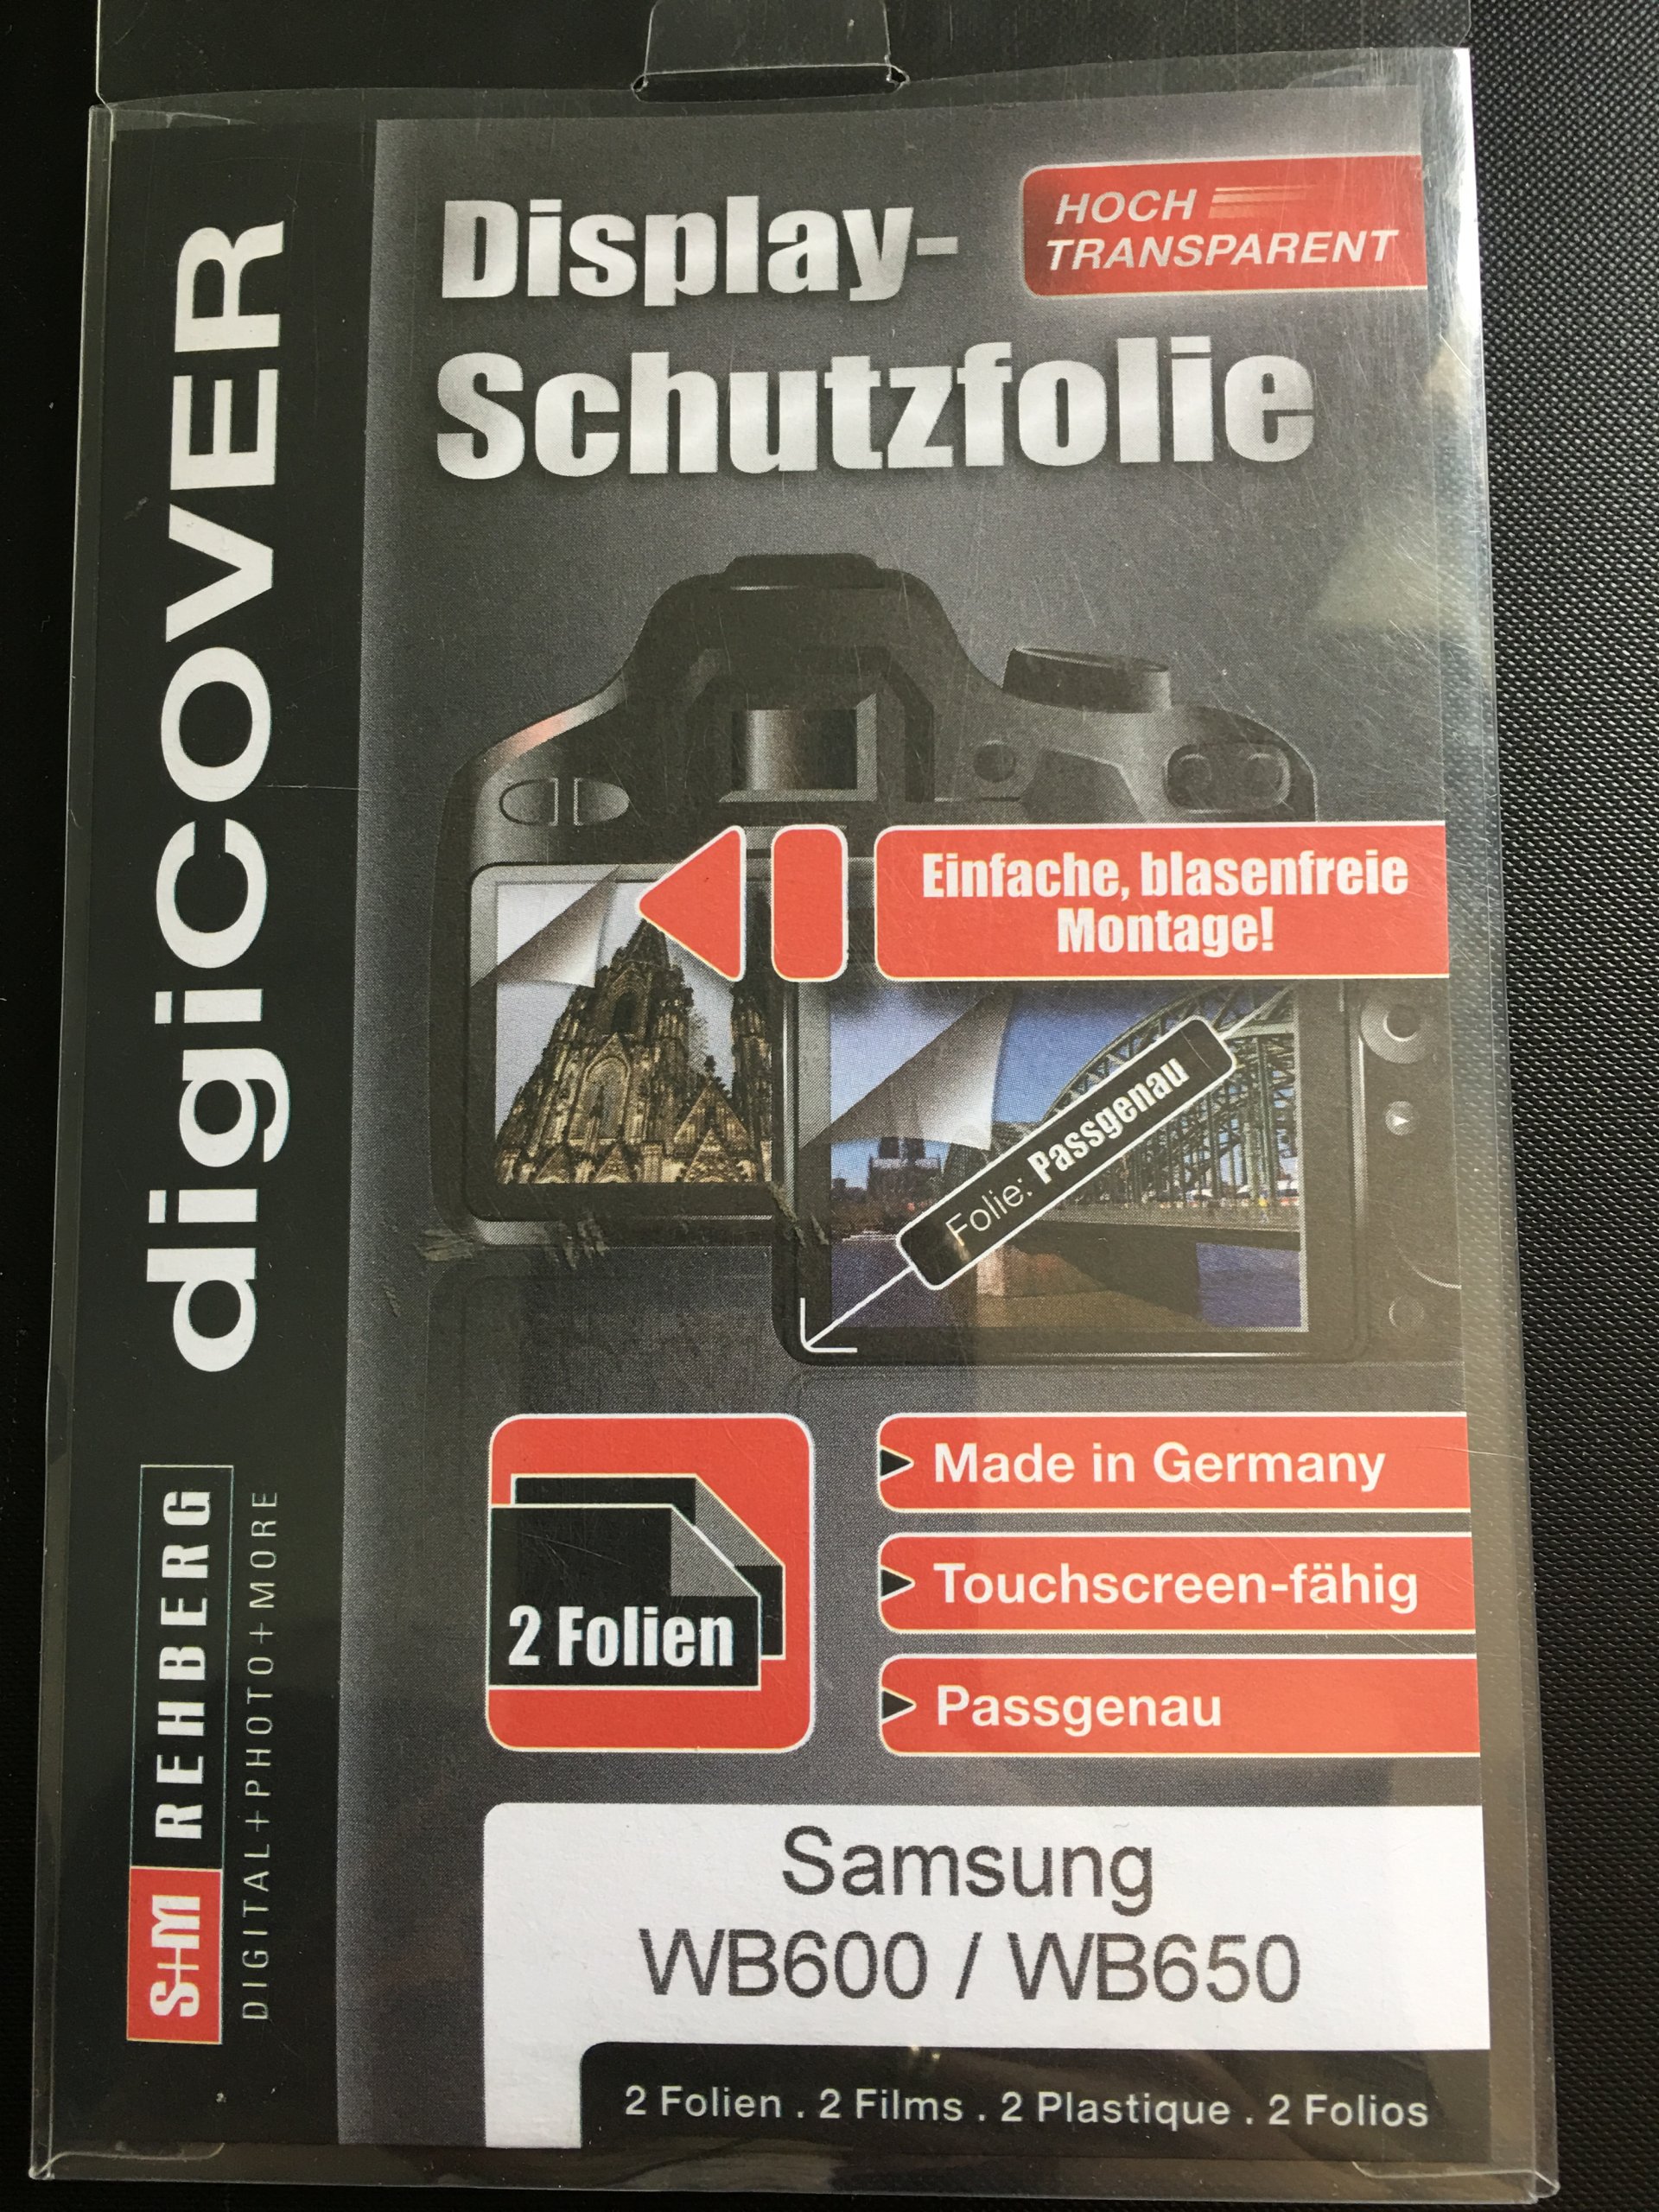 Display-
Schutzfolie
HOCH
TRANSPARENT
digiCOVER
S+M REHBERG
DIGITAL+PHOTO+MORE
Einfache, blasenfreie
Montage!
Folie: Passgenau
2 Folien
Made in Germany
Touchscreen-fähig
Passgenau
Samsung
WB600 / WB650
2 Folien . 2 Films . 2 Plastique . 2 Folios